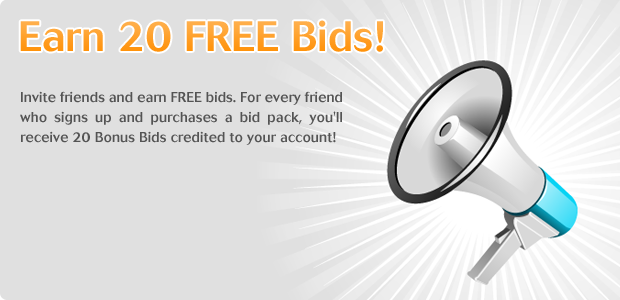 Earn 20 FREE Bids!
Invite friends and earn FREE bids. For every friend
who signs up and purchases a bid pack, you'll
receive 20 Bonus Bids credited to your account!